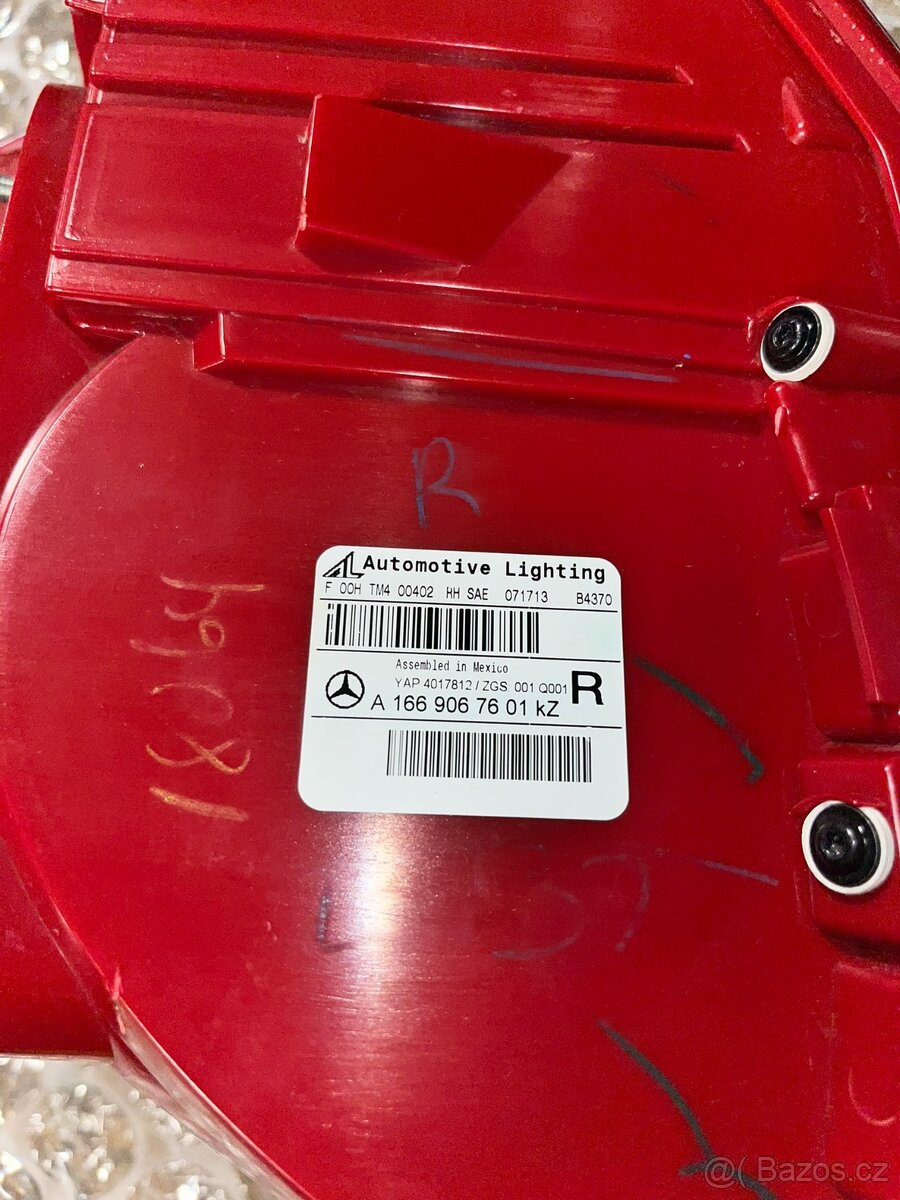 R
Automotive Lighting
F 00H TM4 00402 RH SAE 071713 B4370
Assembled in Mexico
YAP 4017812 / ZGS 001 Q001 R
A 166 906 76 01 kZ
@( Bazos.cz